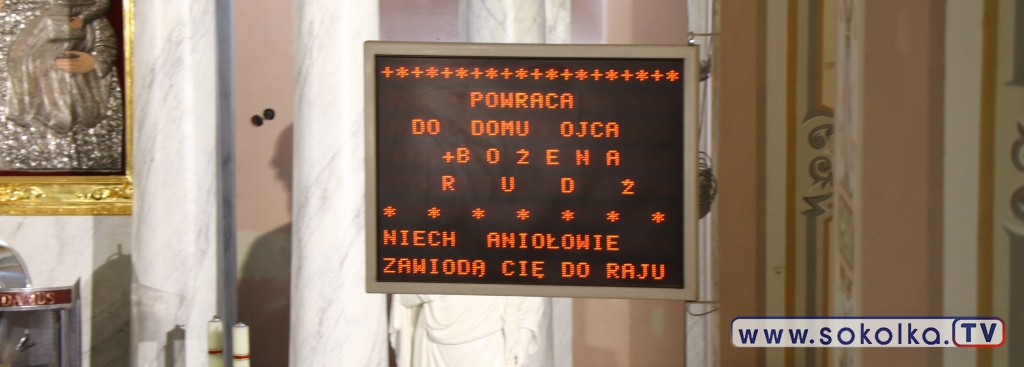 +*+*+*+*+*+*+*+*+*+*
POWRACA
DO DOMU OJCA
+B O Ż E N A
R U D Ź
* * * * * * *
NIECH ANIOŁOWIE
ZAWIODĄ CIĘ DO RAJU
www.sokolka.TV